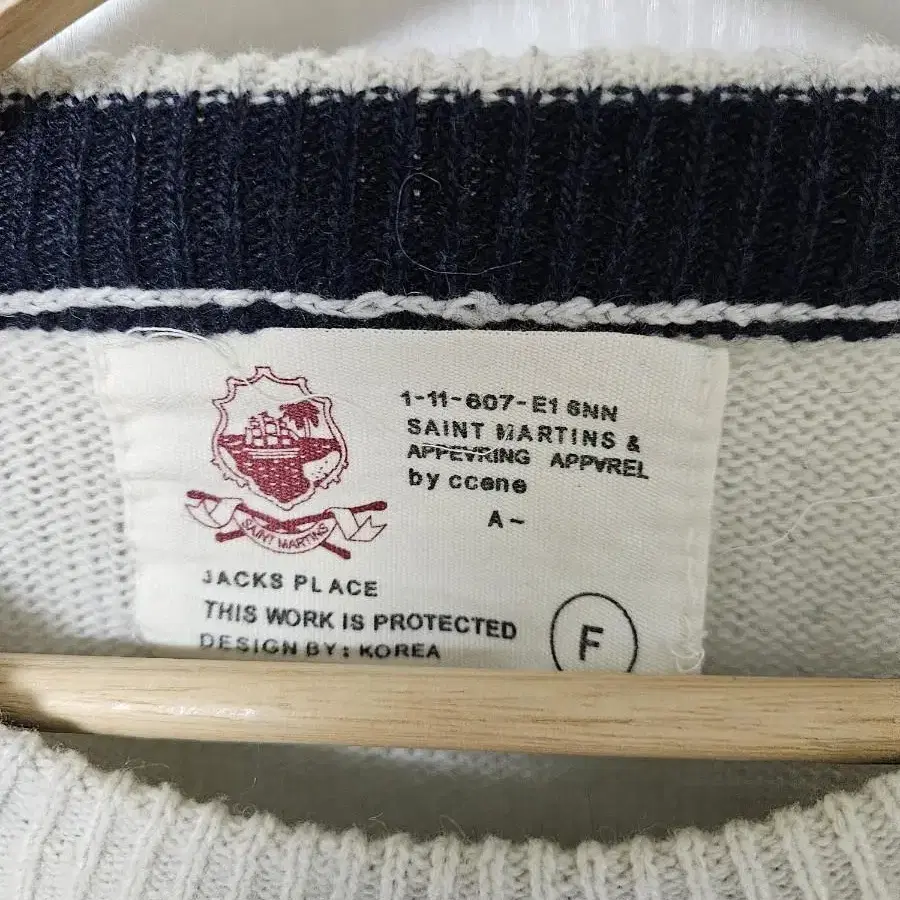 1-11-607-E1 6NN
SAINT MARTINS &
APPEVRING APPVREL
by ccene
A-
SAINT MARTINS
JACKS PLACE
THIS WORK IS PROTECTED
DESIGN BY: KOREA
F